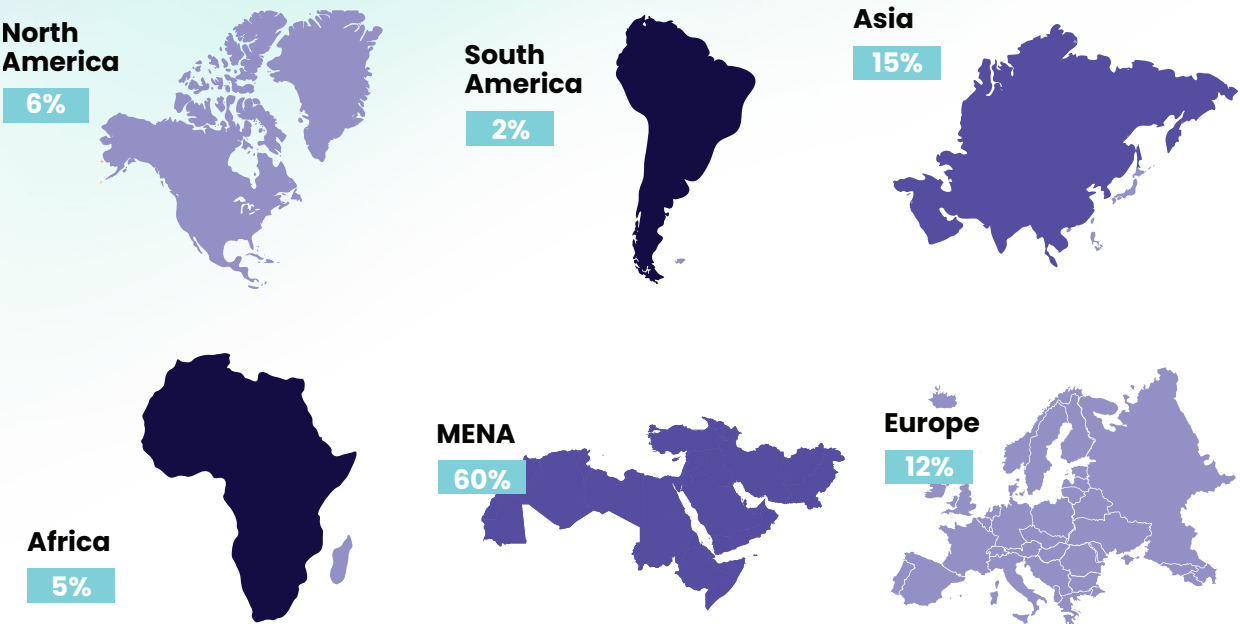 North
America
6%
South
America
2%
Asia
15%
Africa
5%
MENA
60%
Europe
12%